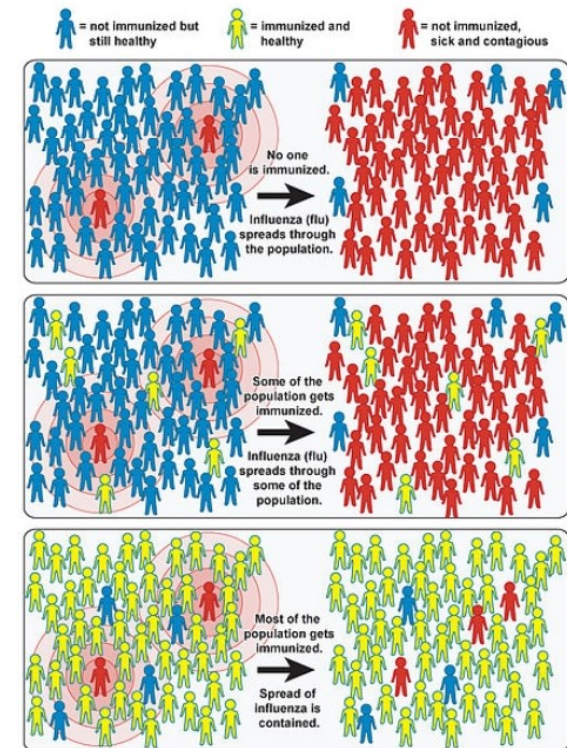 = not immunized but
still healthy
= immunized and
healthy
= not immunized,
sick and contagious
No one
is immunized.
Influenza (flu)
spreads through
the population.
Some of the
population gets
immunized.
Influenza (flu)
spreads through
some of the
population.
Most of the
population gets
immunized.
Spread of
influenza is
contained.